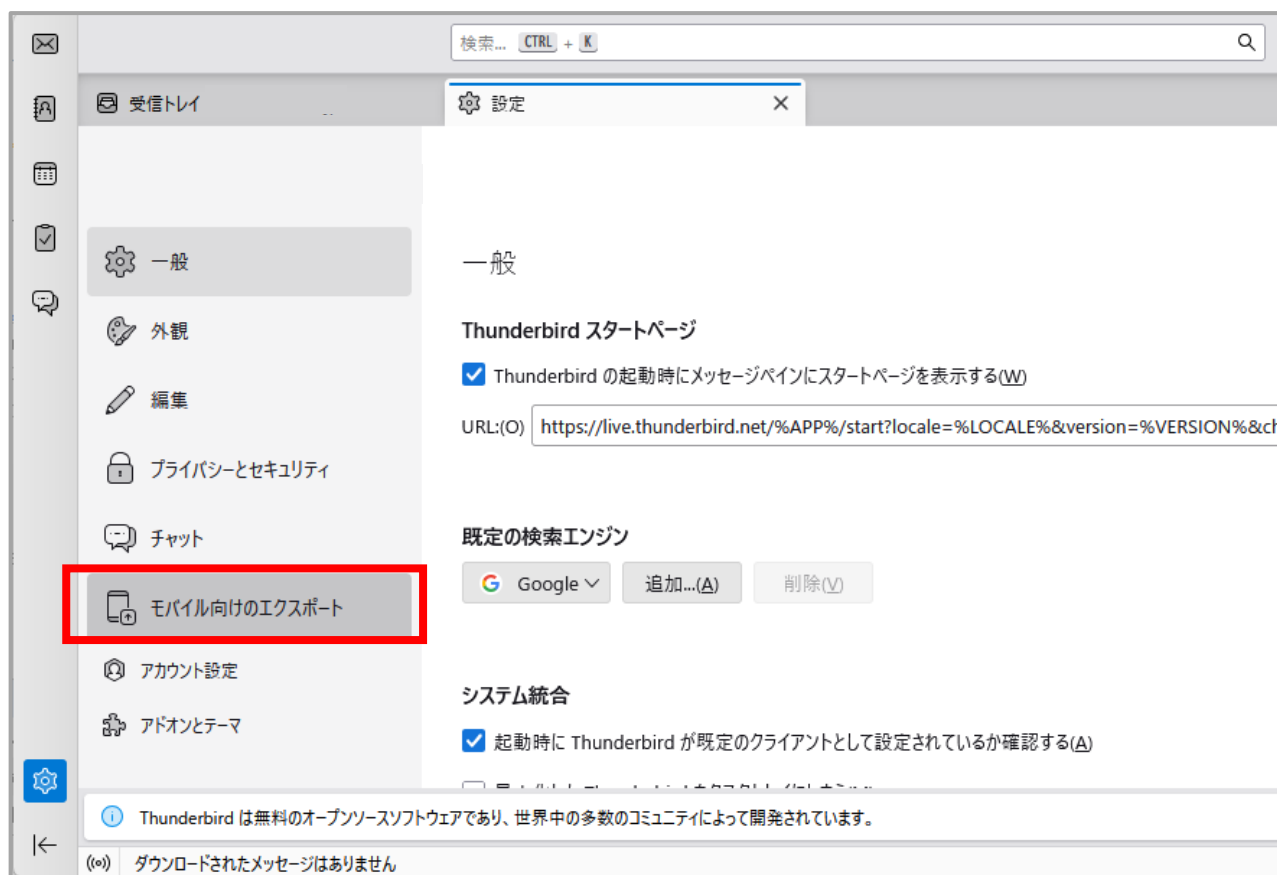 検索... CTRL + K
受信トレイ
設定
一般
外観
編集
プライバシーとセキュリティ
チャット
モバイル向けのエクスポート
アカウント設定
アドオンとテーマ
一般
Thunderbird スタートページ
Thunderbird の起動時にメッセージペインにスタートページを表示する(W)
URL:(O) https://live.thunderbird.net/%APP%/start?locale=%LOCALE%&version=%VERSION%&ch
既定の検索エンジン
Google 追加...(A) 削除(V)
システム統合
起動時に Thunderbird が既定のクライアントとして設定されているか確認する(A)
Thunderbird は無料のオープンソースソフトウェアであり、世界中の多数のコミュニティによって開発されています。
ダウンロードされたメッセージはありません